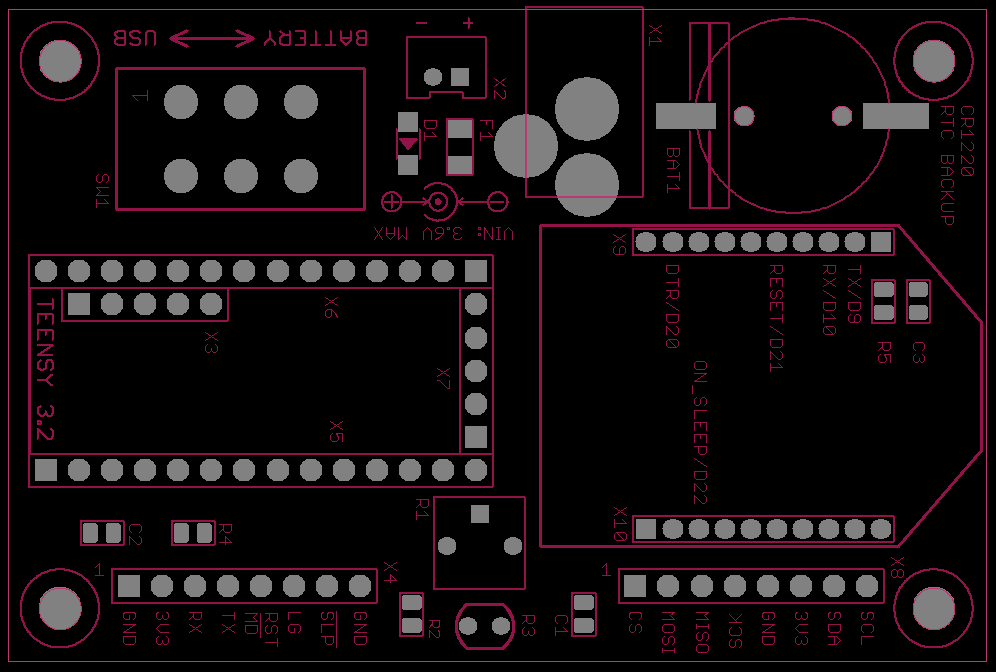 - +
USB BATTERY
X1
X2
1
D1
F1
CR1220
RTC BACKUP
BAT1
SW1
VIN: 3.6V MAX
X9
TEENSY 3.2
X6
X3
X7
X5
DTR/D20
RESET/D21
RX/D10
TX/D9
R5
C3
ON_SLEEP/D22
R1
X10
C2
R4
1
X4
1
X8
GND
3V3
RX
TX
RST
MD
LG
SLP
GND
R2
R3
C1
CS
MOSI
MISO
SCK
GND
3V3
SDA
SCL